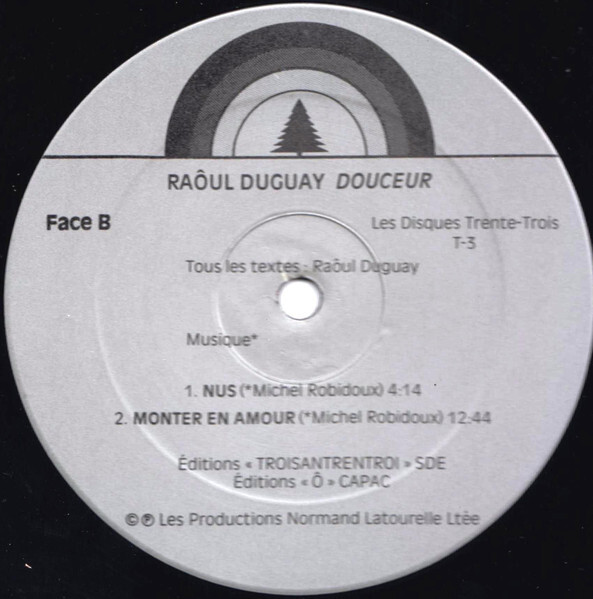 RAÔUL DUGUAY DOUCEUR
Face B
Les Disques Trente-Trois
T-3
Tous les textes : Raôul Duguay
Musique*
1. NUS (*Michel Robidoux) 4:14
2. MONTER EN AMOUR (*Michel Robidoux) 12:44
Éditions « TROISANTRENTROI » SDE
Éditions « Ô » CAPAC
©℗ Les Productions Normand Latourelle Ltée